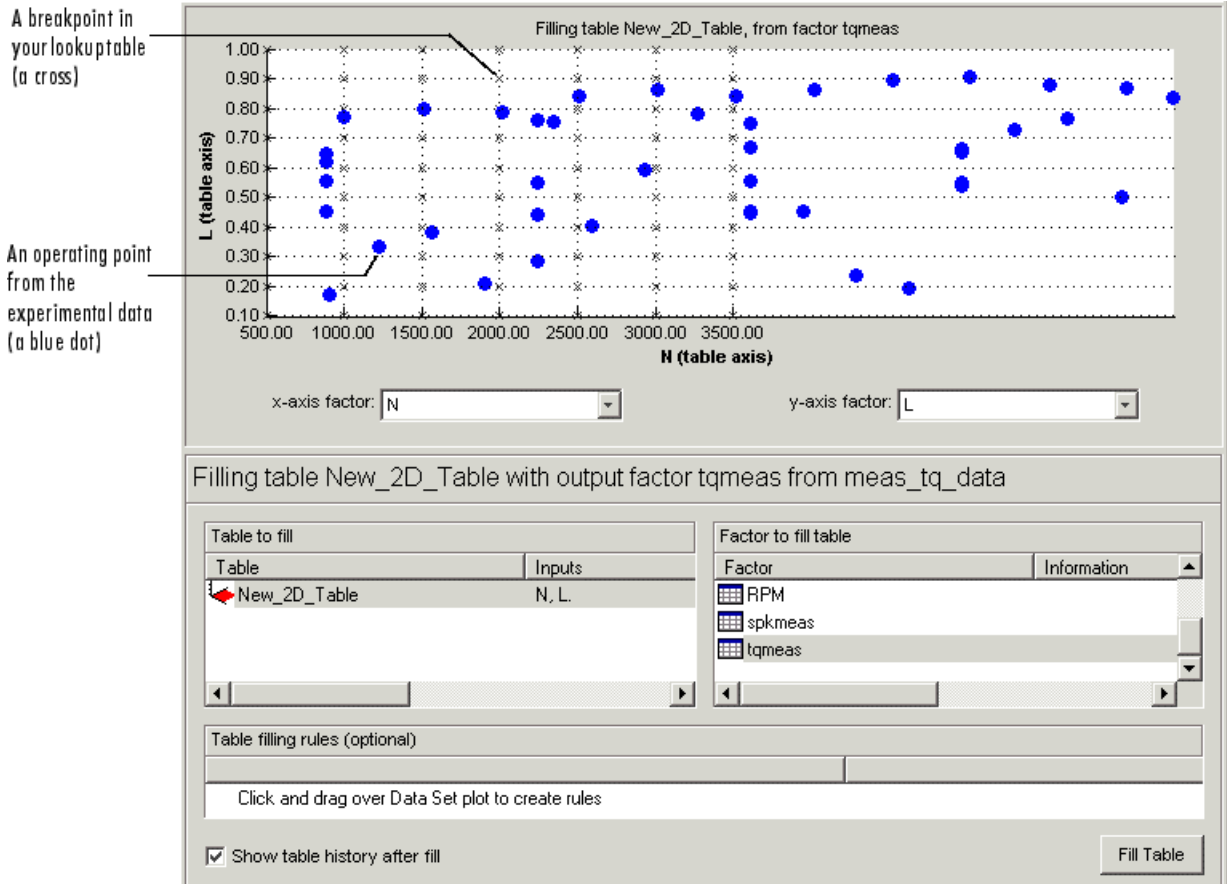 A breakpoint in
your lookuptable
(a cross)
An operating point
from the
experimental data
(a blue dot)
Filling table New_2D_Table, from factor tqmeas
L (table axis)
1.00
0.90
0.80
0.70
0.60
0.50
0.40
0.30
0.20
0.10
500.00 1000.00 1500.00 2000.00 2500.00 3000.00 3500.00
N (table axis)
x-axis factor: N
y-axis factor: L
Filling table New_2D_Table with output factor tqmeas from meas_tq_data
Table to fill
Table Inputs
New_2D_Table N, L.
Factor to fill table
Factor Information
RPM
spkmeas
tqmeas
Table filling rules (optional)
Click and drag over Data Set plot to create rules
Show table history after fill
Fill Table